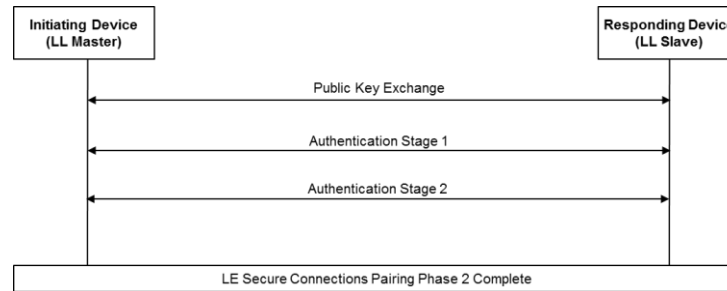 Initiating Device
(LL Master)
Responding Device
(LL Slave)
Public Key Exchange
Authentication Stage 1
Authentication Stage 2
LE Secure Connections Pairing Phase 2 Complete